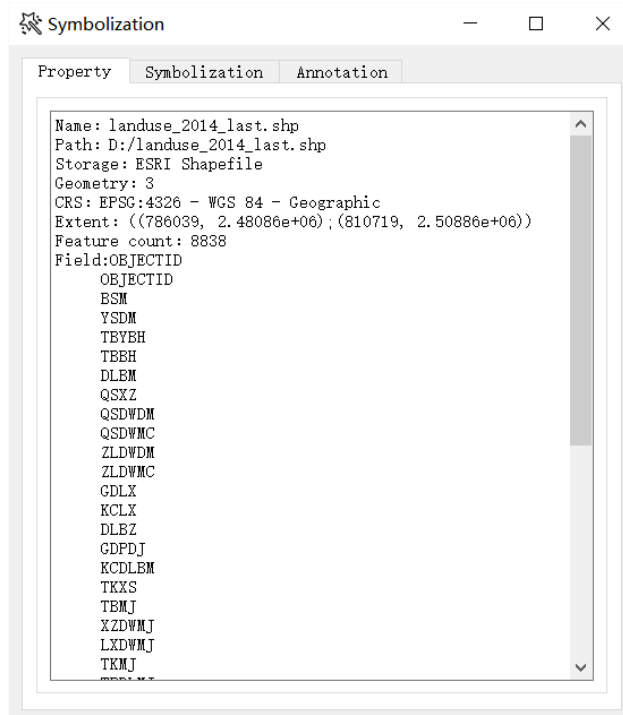 Symbolization
Property Symbolization Annotation
Name: landuse_2014_last.shp
Path: D:/landuse_2014_last.shp
Storage: ESRI Shapefile
Geometry: 3
CRS: EPSG:4326 - WGS 84 - Geographic
Extent: ((786039, 2.48086e+06);(810719, 2.50886e+06))
Feature count: 8838
Field:OBJECTID
OBJECTID
BSM
YSDM
TBYBH
TBBH
DLBM
QSXZ
QSDWDM
QSDWMC
ZLDWDM
ZLDWMC
GDLX
KCLX
DLBZ
GDPDJ
KCDLBM
TKXS
TBMJ
XZDWMJ
LXDWMJ
TKMJ